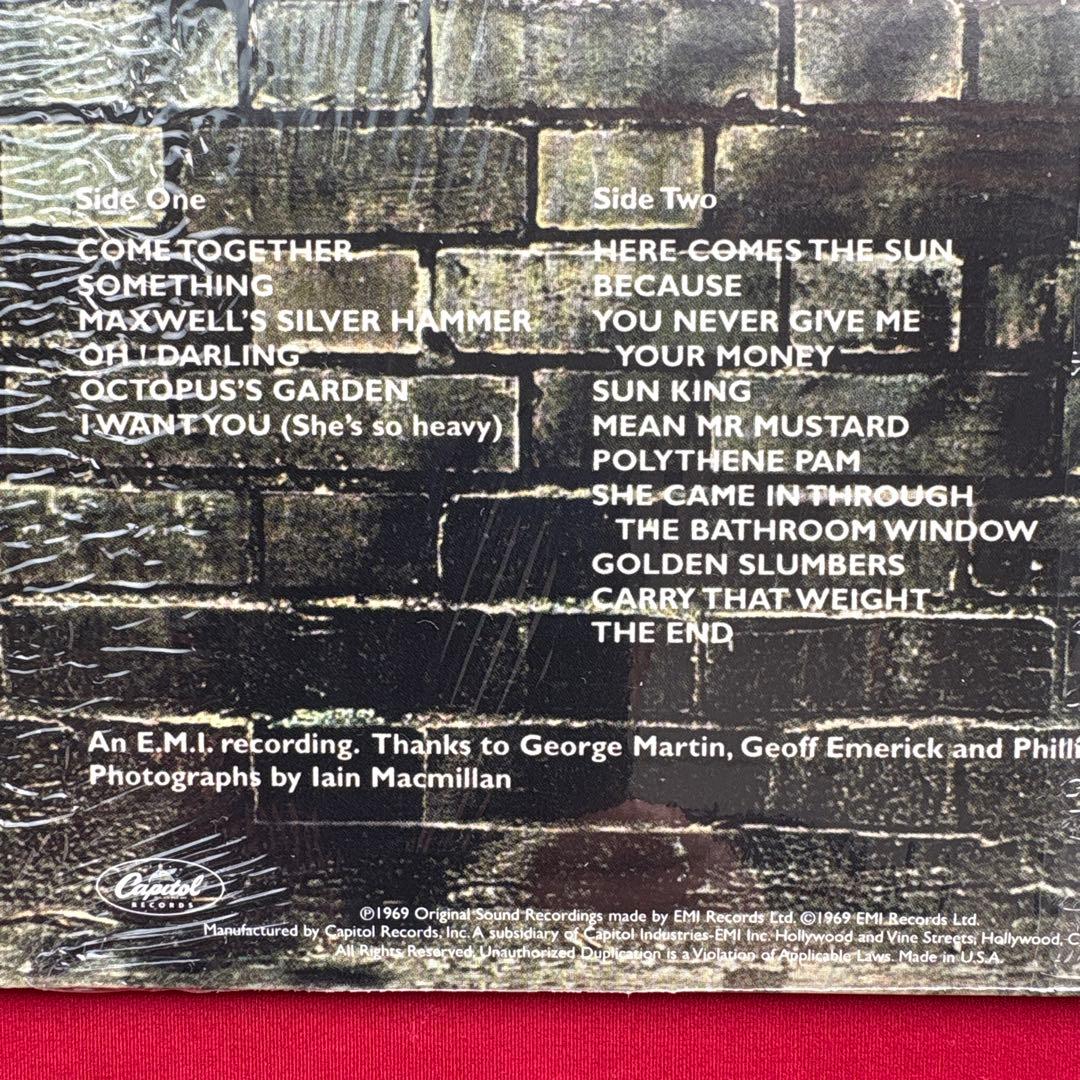 Side One
COME TOGETHER
SOMETHING
MAXWELL'S SILVER HAMMER
OH ! DARLING
OCTOPUS'S GARDEN
I WANT YOU (She's so heavy)
Side Two
HERE COMES THE SUN
BECAUSE
YOU NEVER GIVE ME
YOUR MONEY
SUN KING
MEAN MR MUSTARD
POLYTHENE PAM
SHE CAME IN THROUGH
THE BATHROOM WINDOW
GOLDEN SLUMBERS
CARRY THAT WEIGHT
THE END
An E.M.I. recording. Thanks to George Martin, Geoff Emerick and
Photographs by Iain Macmillan
Capitol
RECORDS
℗1969 Original Sound Recordings made by EMI Records Ltd. ©1969 EMI Records Ltd.
Manufactured by Capitol Records, Inc. A subsidiary of Capitol Industries-EMI Inc. Hollywood and Vine Streets, Hollywood,
All Rights Reserved. Unauthorized Duplication is a Violation of Applicable Laws. Made in U.S.A.